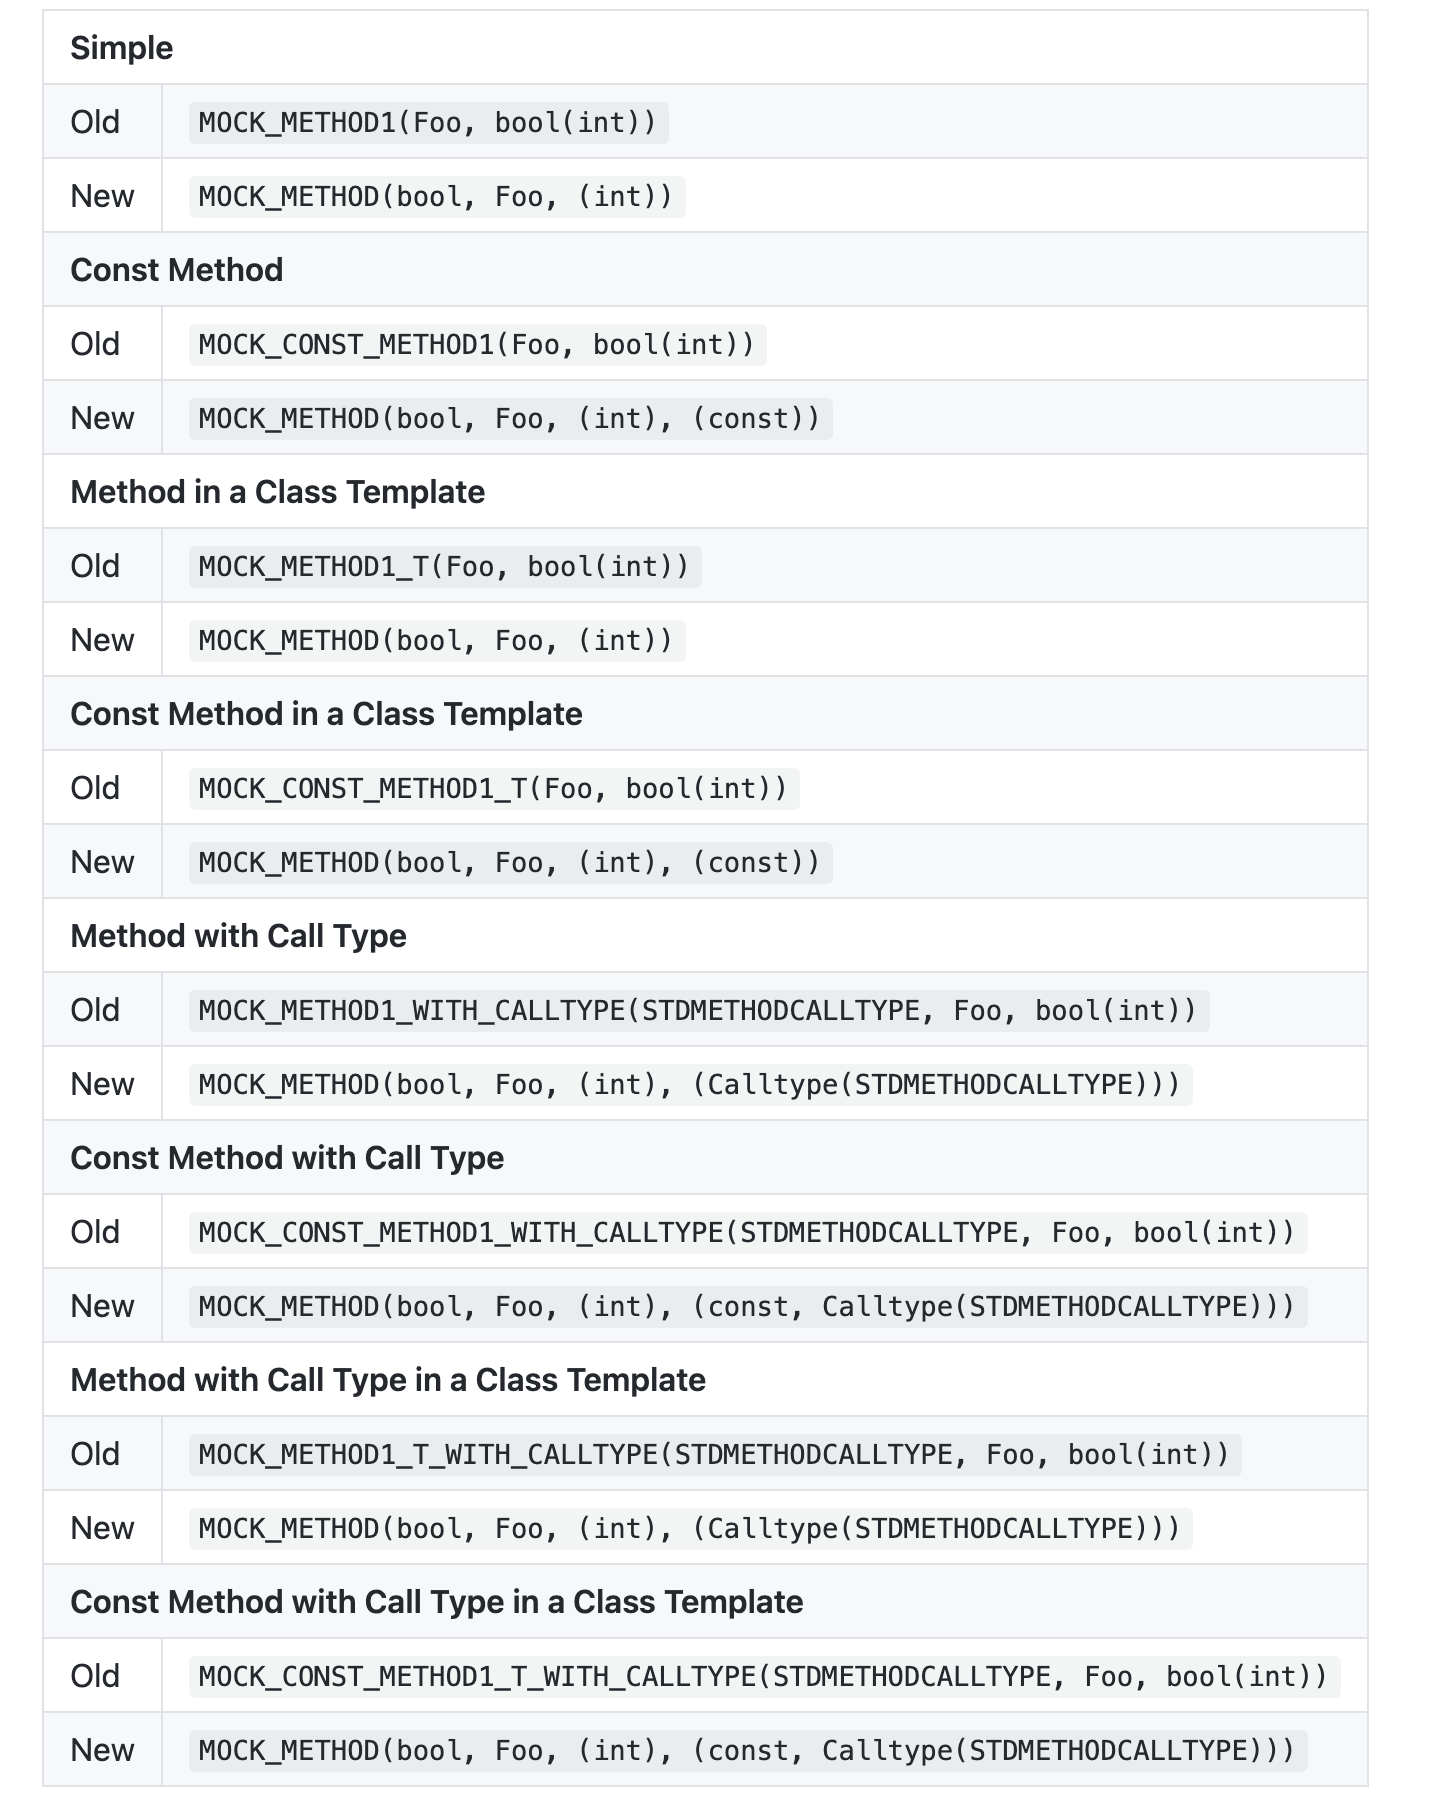 Simple
Old MOCK_METHOD1(Foo, bool(int))
New MOCK_METHOD(bool, Foo, (int))
Const Method
Old MOCK_CONST_METHOD1(Foo, bool(int))
New MOCK_METHOD(bool, Foo, (int), (const))
Method in a Class Template
Old MOCK_METHOD1_T(Foo, bool(int))
New MOCK_METHOD(bool, Foo, (int))
Const Method in a Class Template
Old MOCK_CONST_METHOD1_T(Foo, bool(int))
New MOCK_METHOD(bool, Foo, (int), (const))
Method with Call Type
Old MOCK_METHOD1_WITH_CALLTYPE(STDMETHODCALLTYPE, Foo, bool(int))
New MOCK_METHOD(bool, Foo, (int), (Calltype(STDMETHODCALLTYPE)))
Const Method with Call Type
Old MOCK_CONST_METHOD1_WITH_CALLTYPE(STDMETHODCALLTYPE, Foo, bool(int))
New MOCK_METHOD(bool, Foo, (int), (const, Calltype(STDMETHODCALLTYPE)))
Method with Call Type in a Class Template
Old MOCK_METHOD1_T_WITH_CALLTYPE(STDMETHODCALLTYPE, Foo, bool(int))
New MOCK_METHOD(bool, Foo, (int), (Calltype(STDMETHODCALLTYPE)))
Const Method with Call Type in a Class Template
Old MOCK_CONST_METHOD1_T_WITH_CALLTYPE(STDMETHODCALLTYPE, Foo, bool(int))
New MOCK_METHOD(bool, Foo, (int), (const, Calltype(STDMETHODCALLTYPE)))